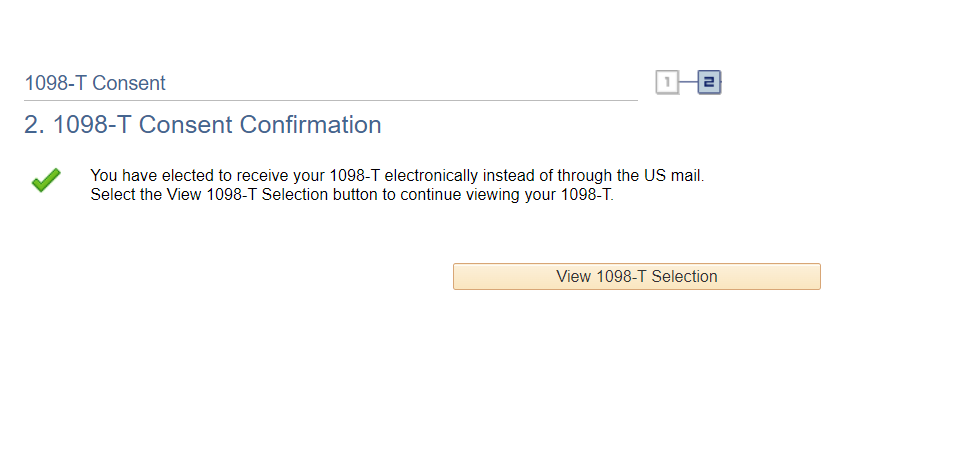 1098-T Consent
1
2
2. 1098-T Consent Confirmation
You have elected to receive your 1098-T electronically instead of through the US mail.
Select the View 1098-T Selection button to continue viewing your 1098-T.
View 1098-T Selection